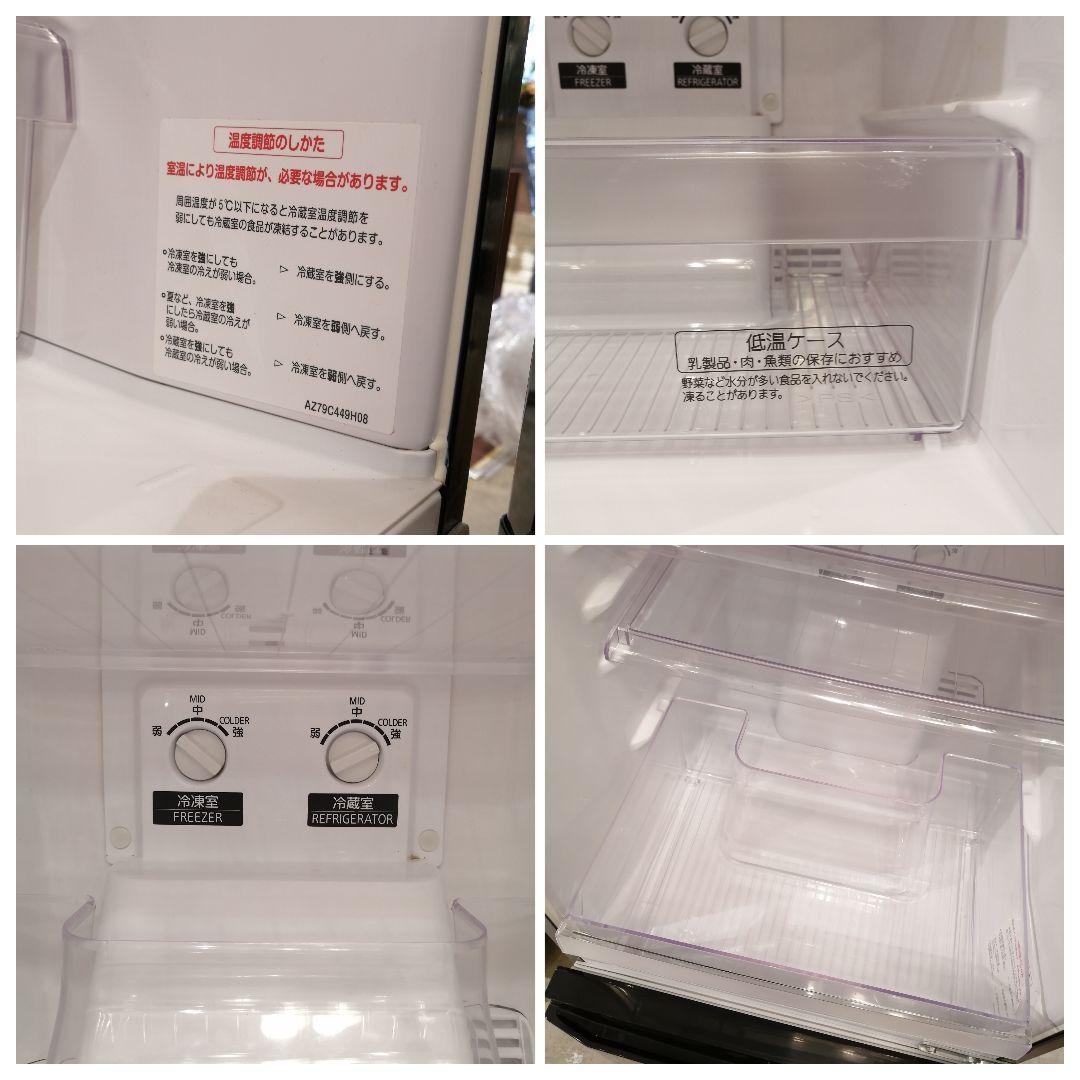 温度調節のしかた
室温により温度調節が、必要な場合があります。
周囲温度が5℃以下になると冷蔵室温度調節を
弱にしても冷蔵室の食品が凍結することがあります。
冷凍室を強にしても
冷凍室の冷えが弱い場合。
▷ 冷蔵室を強側にする。
夏など、冷凍室を強
にしたら冷蔵室の冷えが
弱い場合。
▷ 冷凍室を弱側へ戻す。
冷蔵室を強にしても
冷蔵室の冷えが弱い場合。
▷ 冷凍室を弱側へ戻す。
AZ79C449H08
冷凍室
FREEZER
冷蔵室
REFRIGERATOR
低温ケース
乳製品・肉・魚類の保存におすすめ
野菜など水分が多い食品を入れないでください。
凍ることがあります。
>PS<
MID
中
COLDER
弱
強
冷凍室
FREEZER
MID
中
COLDER
弱
強
冷蔵室
REFRIGERATOR